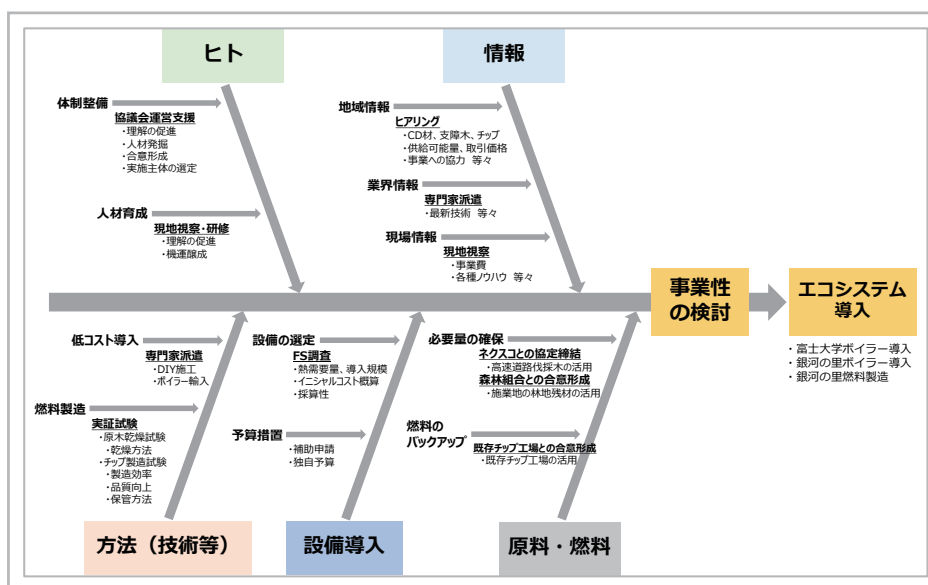 ヒト
体制整備
協議会運営支援
・理解の促進
・人材発掘
・合意形成
・実施主体の選定
人材育成
現地視察・研修
・理解の促進
・機運醸成
情報
地域情報
ヒアリング
・CD材、支障木、チップ
・供給可能量、取引価格
・事業への協力 等々
業界情報
専門家派遣
・最新技術 等々
現場情報
現地視察
・事業費
・各種ノウハウ 等々
事業性
の検討
エコシステム
導入
・富士大学ボイラー導入
・銀河の里ボイラー導入
・銀河の里燃料製造
低コスト導入
専門家派遣
・DIY施工
・ボイラー輸入
燃料製造
実証試験
・原木乾燥試験
・乾燥方法
・チップ製造試験
・製造効率
・品質向上
・保管方法
方法（技術等）
設備の選定
FS調査
・熱需要量、導入規模
・イニシャルコスト概算
・採算性
予算措置
・補助申請
・独自予算
設備導入
必要量の確保
ネクスコとの協定締結
・高速道路伐採木の活用
森林組合との合意形成
・施業地の林地残材の活用
燃料の
バックアップ
既存チップ工場との合意形成
・既存チップ工場の活用
原料・燃料